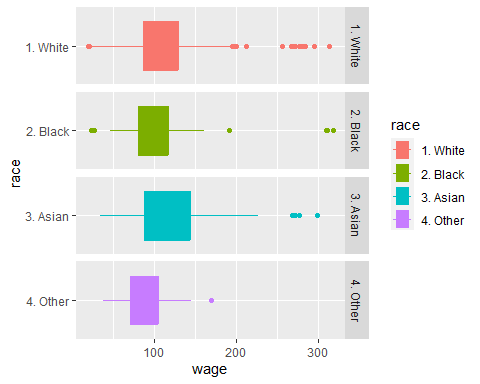 1. White
1. White
2. Black
2. Black
3. Asian
3. Asian
4. Other
4. Other
race
100 200 300
wage
race
1. White
2. Black
3. Asian
4. Other